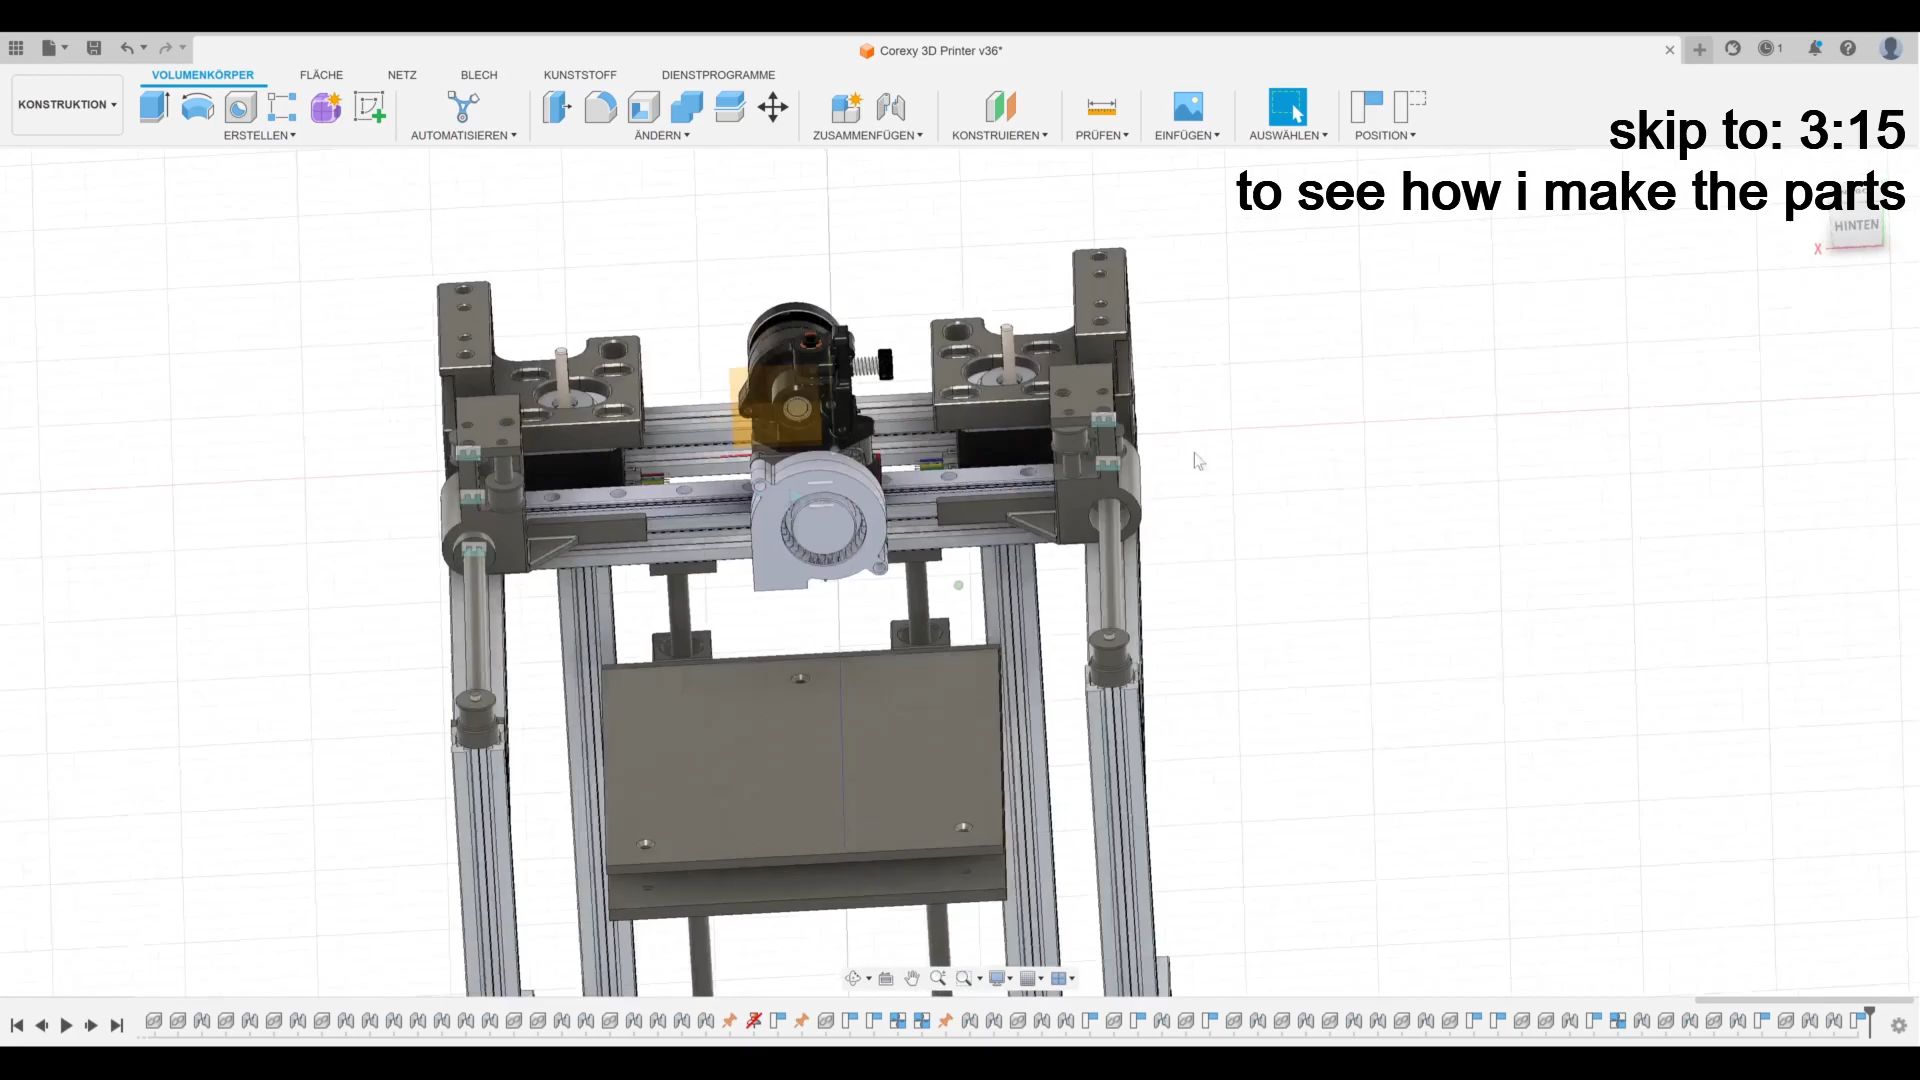 Corexy 3D Printer v36*
1
VOLUMENKÖRPER FLÄCHE NETZ BLECH KUNSTSTOFF DIENSTPROGRAMME
KONSTRUKTION
ERSTELLEN AUTOMATISIEREN ÄNDERN ZUSAMMENFÜGEN KONSTRUIEREN PRÜFEN EINFÜGEN AUSWÄHLEN POSITION
skip to: 3:15
to see how i make the parts
HINTEN
X